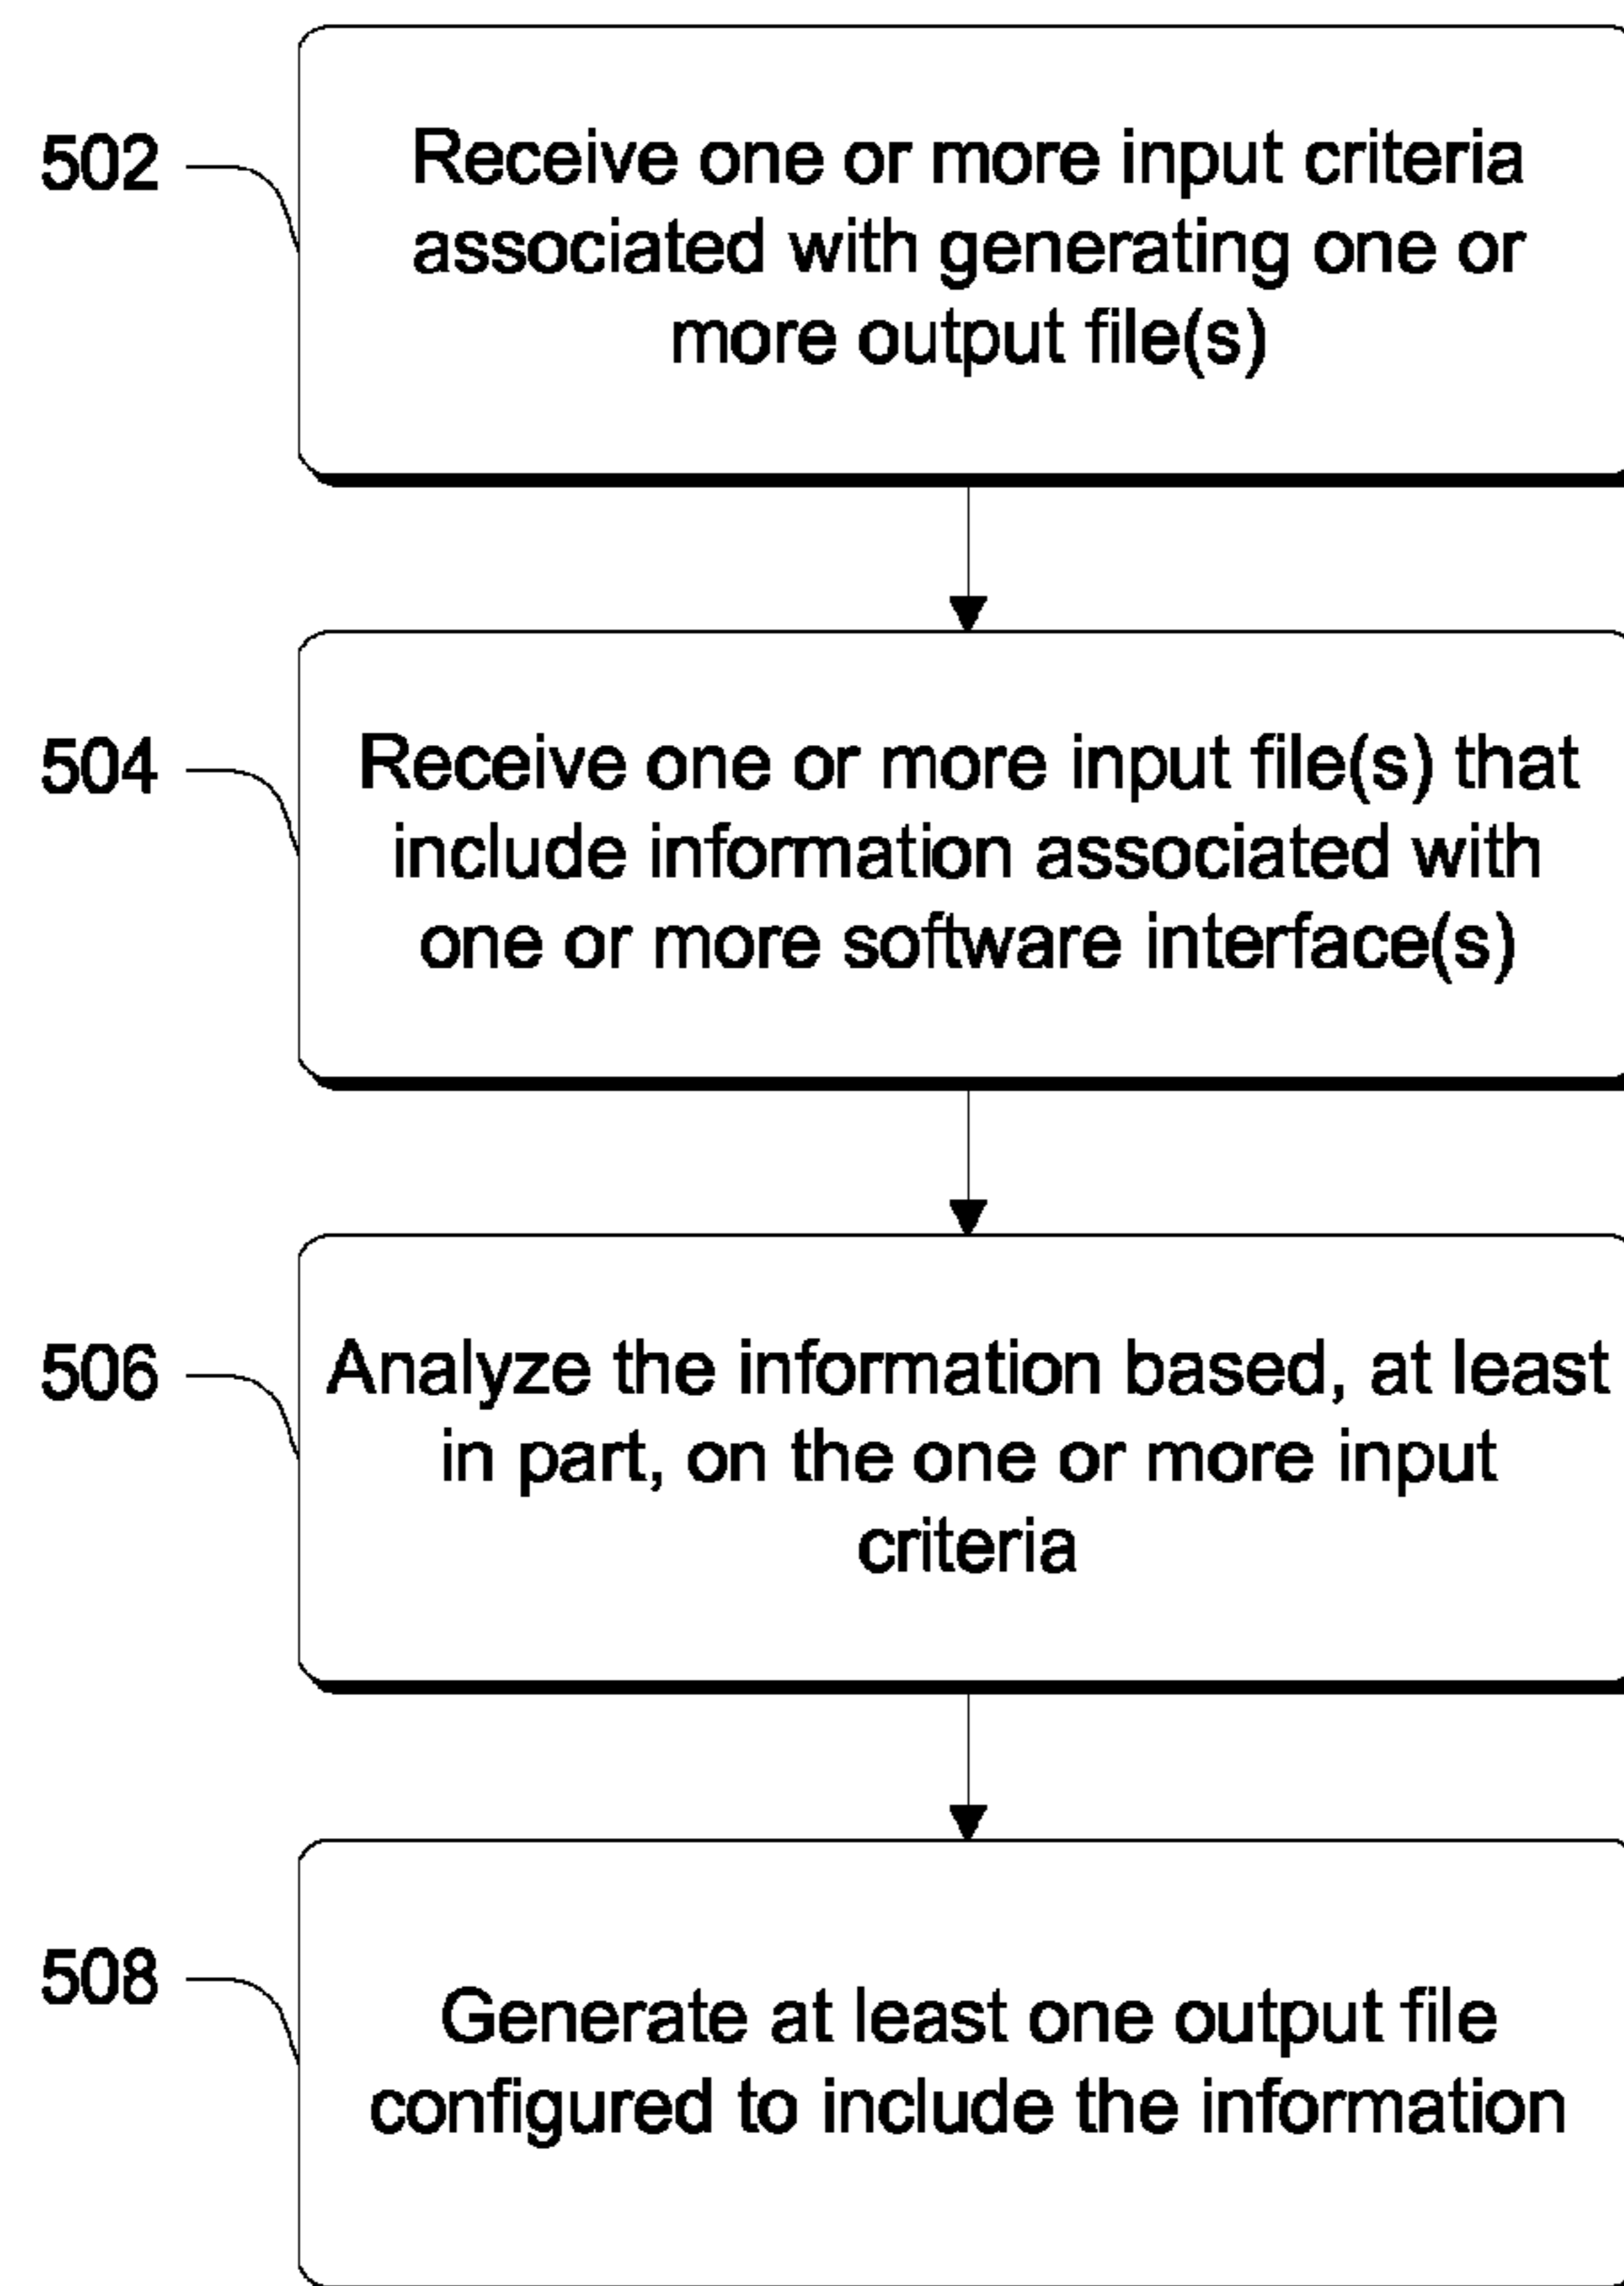 502
Receive one or more input criteria
associated with generating one or
more output file(s)
504
Receive one or more input file(s) that
include information associated with
one or more software interface(s)
506
Analyze the information based, at least
in part, on the one or more input
criteria
508
Generate at least one output file
configured to include the information